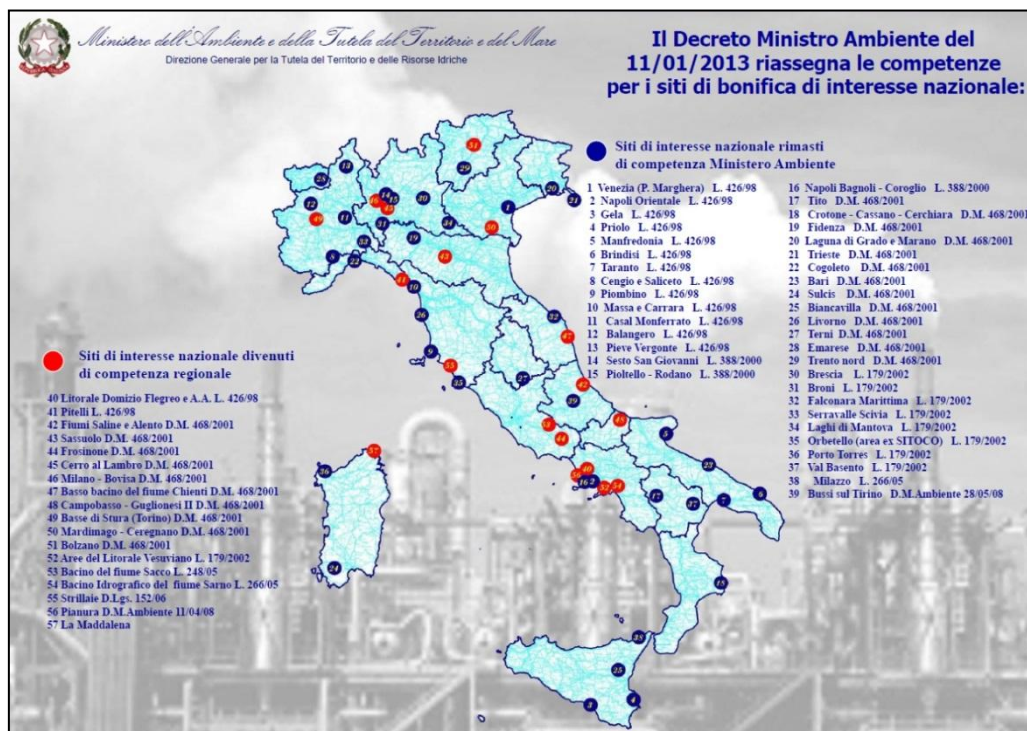 Ministero dell'Ambiente e della Tutela del Territorio e del Mare
Direzione Generale per la Tutela del Territorio e delle Risorse Idriche
Il Decreto Ministro Ambiente del
11/01/2013 riassegna le competenze
per i siti di bonifica di interesse nazionale:
Siti di interesse nazionale rimasti
di competenza Ministero Ambiente
1 Venezia (P. Marghera) L. 426/98
2 Napoli Orientale L. 426/98
3 Gela L. 426/98
4 Priolo L. 426/98
5 Manfredonia L. 426/98
6 Brindisi L. 426/98
7 Taranto L. 426/98
8 Cengio e Saliceto L. 426/98
9 Piombino L. 426/98
10 Massa e Carrara L. 426/98
11 Casal Monferrato L. 426/98
12 Balangero L. 426/98
13 Pieve Vergonte L. 426/98
14 Sesto San Giovanni L. 388/2000
15 Pioltello - Rodano L. 388/2000
16 Napoli Bagnoli - Coroglio L. 388/2000
17 Tito D.M. 468/2001
18 Crotone - Cassano - Cerchiara D.M. 468/2001
19 Fidenza D.M. 468/2001
20 Laguna di Grado e Marano D.M. 468/2001
21 Trieste D.M. 468/2001
22 Cogoleto D.M. 468/2001
23 Bari D.M. 468/2001
24 Sulcis D.M. 468/2001
25 Biancavilla D.M. 468/2001
26 Livorno D.M. 468/2001
27 Terni D.M. 468/2001
28 Emarese D.M. 468/2001
29 Trento nord D.M. 468/2001
30 Brescia L. 179/2002
31 Broni L. 179/2002
32 Falconara Marittima L. 179/2002
33 Serravalle Scivia L. 179/2002
34 Laghi di Mantova L. 179/2002
35 Orbetello (area ex SITOCO) L. 179/2002
36 Porto Torres L. 179/2002
37 Val Basento L. 179/2002
38 Milazzo L. 266/05
39 Bussi sul Tirino D.M.Ambiente 28/05/08
Siti di interesse nazionale divenuti
di competenza regionale
40 Litorale Domizio Flegreo e A.A. L. 426/98
41 Pitelli L. 426/98
42 Fiumi Saline e Alento D.M. 468/2001
43 Sassuolo D.M. 468/2001
44 Frosinone D.M. 468/2001
45 Cerro al Lambro D.M. 468/2001
46 Milano - Bovisa D.M. 468/2001
47 Basso bacino del fiume Chienti D.M. 468/2001
48 Campobasso - Guglionesi II D.M. 468/2001
49 Basse di Stura (Torino) D.M. 468/2001
50 Mardimago - Ceregnano D.M. 468/2001
51 Bolzano D.M. 468/2001
52 Aree del Litorale Vesuviano L. 179/2002
53 Bacino del fiume Sacco L. 248/05
54 Bacino Idrografico del fiume Sarno L. 266/05
55 Strillaie D.Lgs. 152/06
56 Pianura D.M.Ambiente 11/04/08
57 La Maddalena